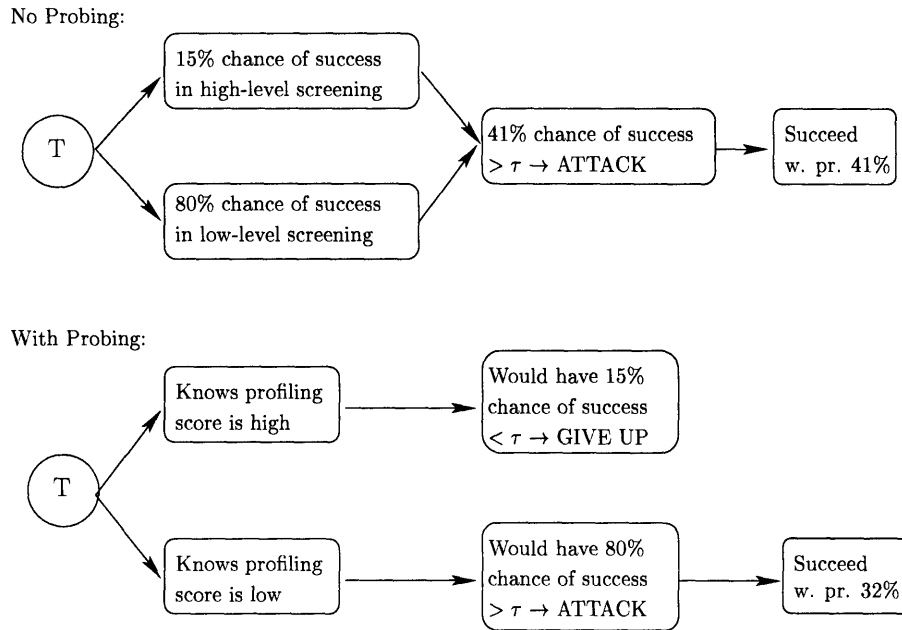 No Probing:
15% chance of success
in high-level screening
T
41% chance of success
> τ → ATTACK
Succeed
w. pr. 41%
80% chance of success
in low-level screening
With Probing:
Knows profiling
score is high
Would have 15%
chance of success
< τ → GIVE UP
T
Knows profiling
score is low
Would have 80%
chance of success
> τ → ATTACK
Succeed
w. pr. 32%